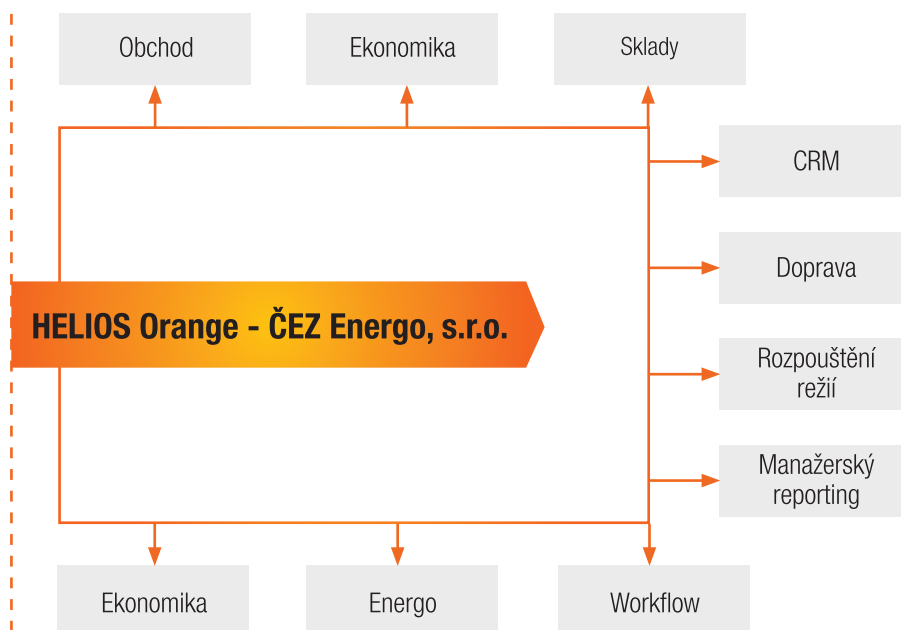 Obchod
Ekonomika
Sklady
CRM
Doprava
HELIOS Orange - ČEZ Energo, s.r.o.
Rozpouštění
režií
Manažerský
reporting
Ekonomika
Energo
Workflow